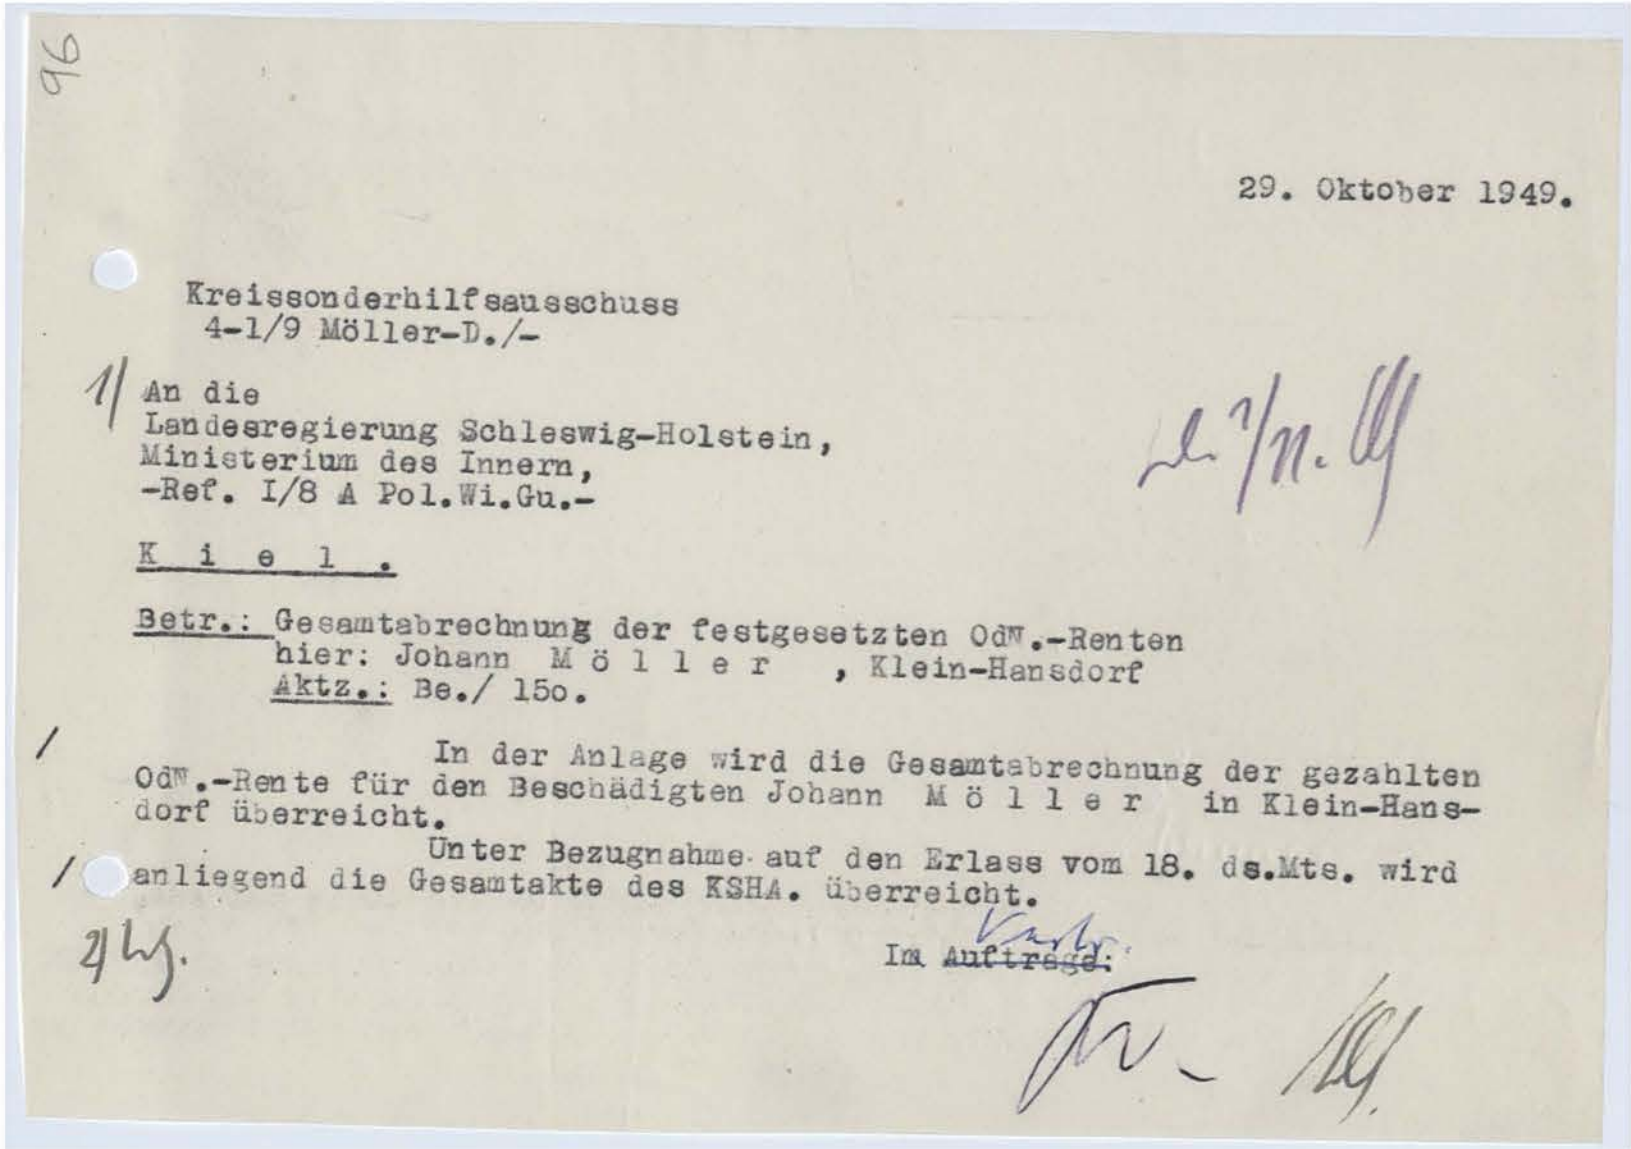 96
29. Oktober 1949.
Kreissonderhilfsausschuss
4-1/9 Möller-D./-
1/ An die
Landesregierung Schleswig-Holstein,
Ministerium des Innern,
-Ref. I/8 A Pol.Wi.Gu.-
K i e l .
Betr.: Gesamtabrechnung der festgesetzten OdN.-Renten
hier: Johann M ö l l e r , Klein-Hansdorf
Aktz.: Be./ 15o.
/ In der Anlage wird die Gesamtabrechnung der gezahlten
OdN.-Rente für den Beschädigten Johann M ö l l e r in Klein-Hans-
dorf überreicht.
Unter Bezugnahme auf den Erlass vom 18. ds.Mts. wird
/ anliegend die Gesamtakte des KSHA. überreicht.
2/
Im Auftrage: